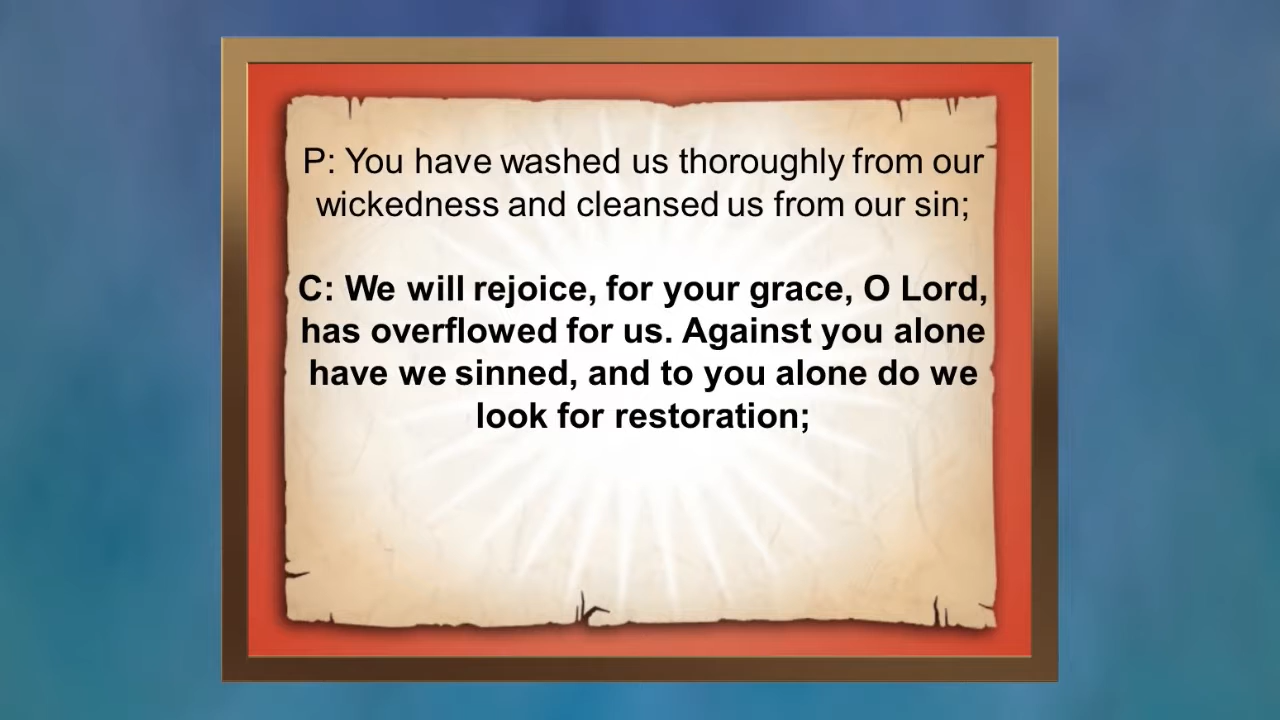 P: You have washed us thoroughly from our
wickedness and cleansed us from our sin;
C: We will rejoice, for your grace, O Lord,
has overflowed for us. Against you alone
have we sinned, and to you alone do we
look for restoration;